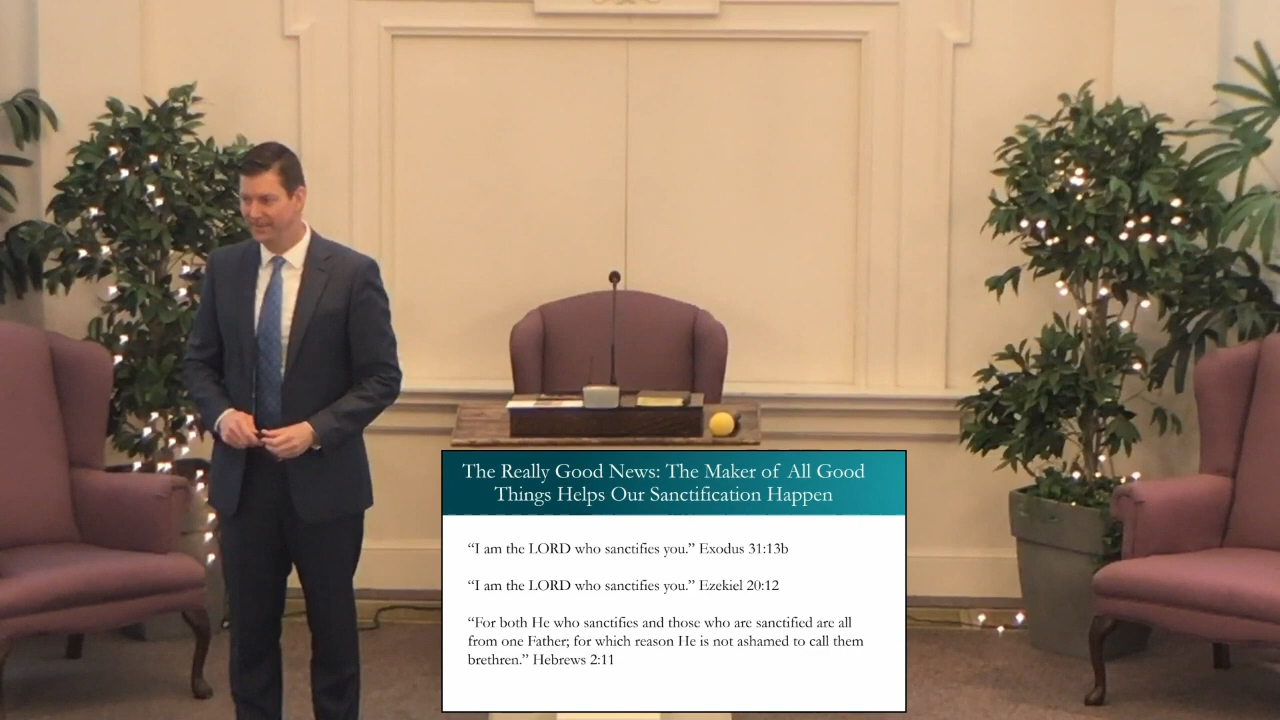 The Really Good News: The Maker of All Good
Things Helps Our Sanctification Happen
“I am the LORD who sanctifies you.” Exodus 31:13b
“I am the LORD who sanctifies you.” Ezekiel 20:12
“For both He who sanctifies and those who are sanctified are all
from one Father; for which reason He is not ashamed to call them
brethren.” Hebrews 2:11